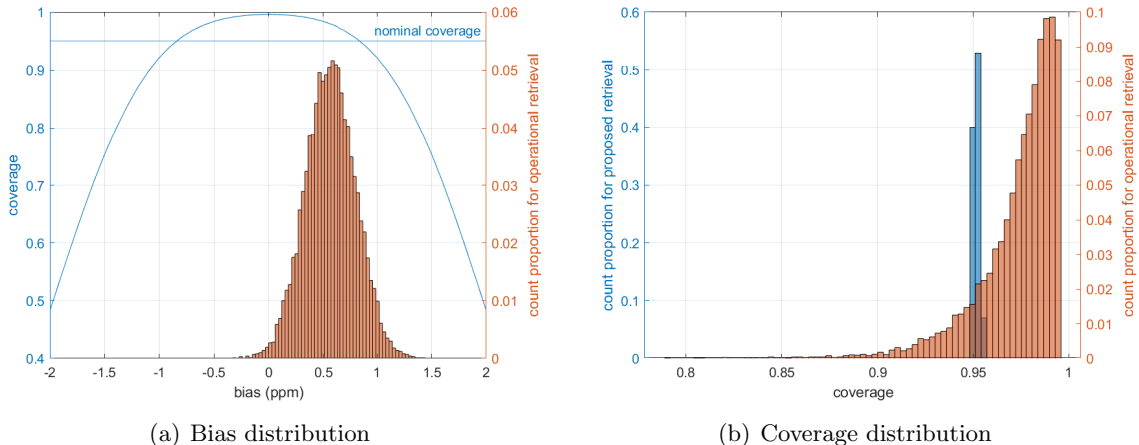 nominal coverage
coverage
1
0.9
0.8
0.7
0.6
0.5
0.4
-2 -1.5 -1 -0.5 0 0.5 1 1.5 2
bias (ppm)
0.06
0.05
0.04
0.03
0.02
0.01
0
count proportion for operational retrieval
(a) Bias distribution
count proportion for proposed retrieval
0.6
0.5
0.4
0.3
0.2
0.1
0
0.8 0.85 0.9 0.95 1
coverage
0.1
0.09
0.08
0.07
0.06
0.05
0.04
0.03
0.02
0.01
0
count proportion for operational retrieval
(b) Coverage distribution